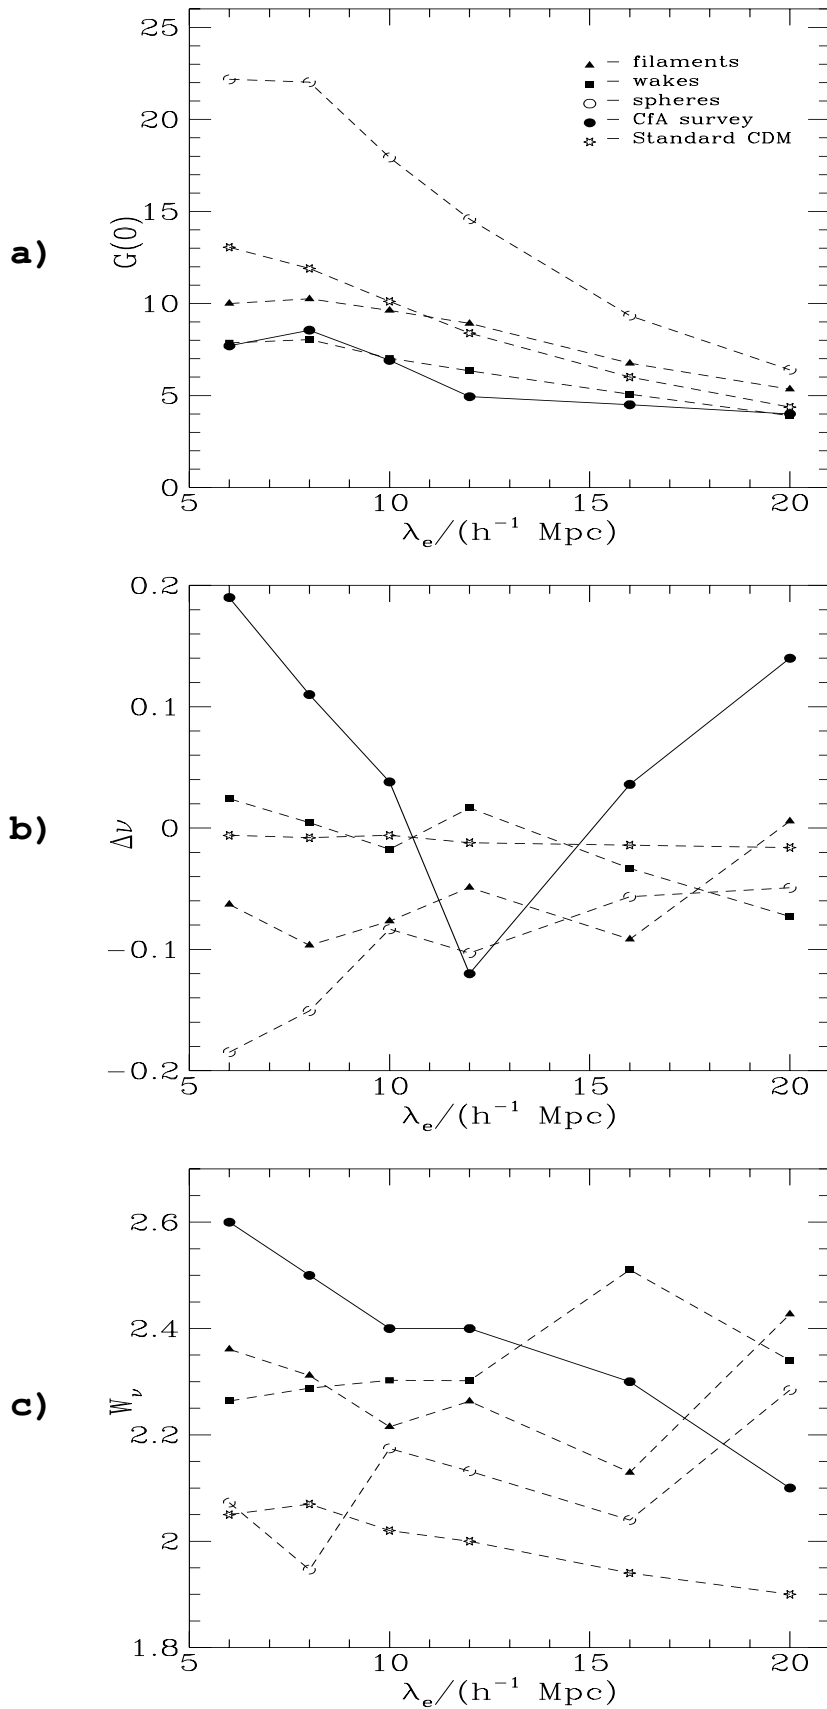 25
— filaments
— wakes
— spheres
— CfA survey
— Standard CDM
20
15
a)
G(0)
10
5
0
5 10 15 20
λₑ/(h⁻¹ Mpc)
0.2
0.1
b)
Δν
0
−0.1
−0.2
5 10 15 20
λₑ/(h⁻¹ Mpc)
2.6
2.4
c)
Wᵥ
2.2
2
1.8
5 10 15 20
λₑ/(h⁻¹ Mpc)